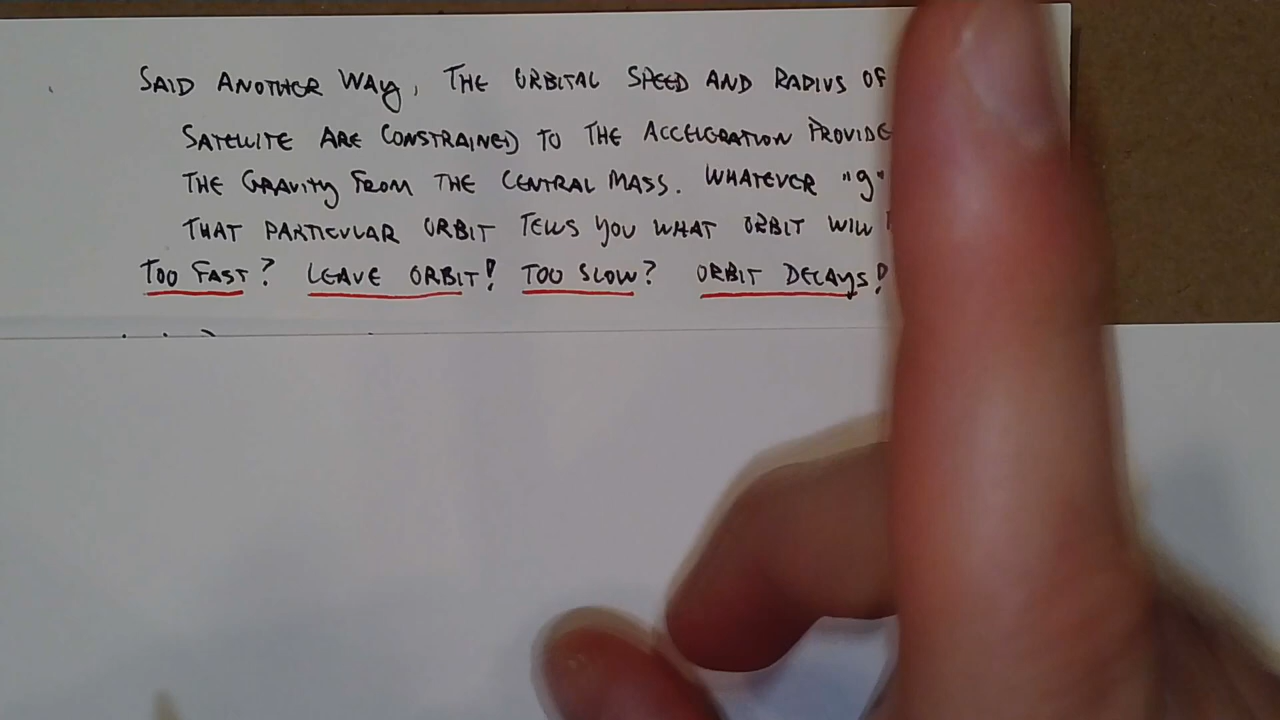 SAID ANOTHER WAY, THE ORBITAL SPEED AND RADIUS OF
SATELLITE ARE CONSTRAINED TO THE ACCELERATION PROVIDE
THE GRAVITY FROM THE CENTRAL MASS. WHATEVER "g"
THAT PARTICULAR ORBIT TELLS YOU WHAT ORBIT WILL
TOO FAST? LEAVE ORBIT! TOO SLOW? ORBIT DECAYS!